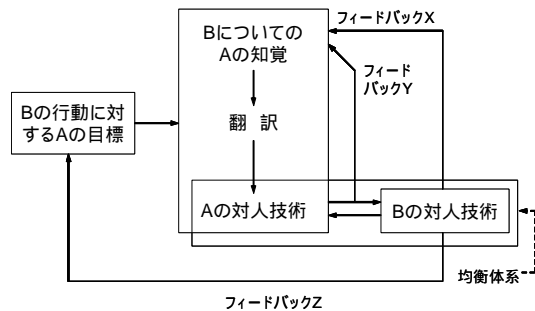 フィードバックX
Bについての
Aの知覚
フィード
バックY
Bの行動に対
するAの目標
翻 訳
Aの対人技術
Bの対人技術
均衡体系
フィードバックZ